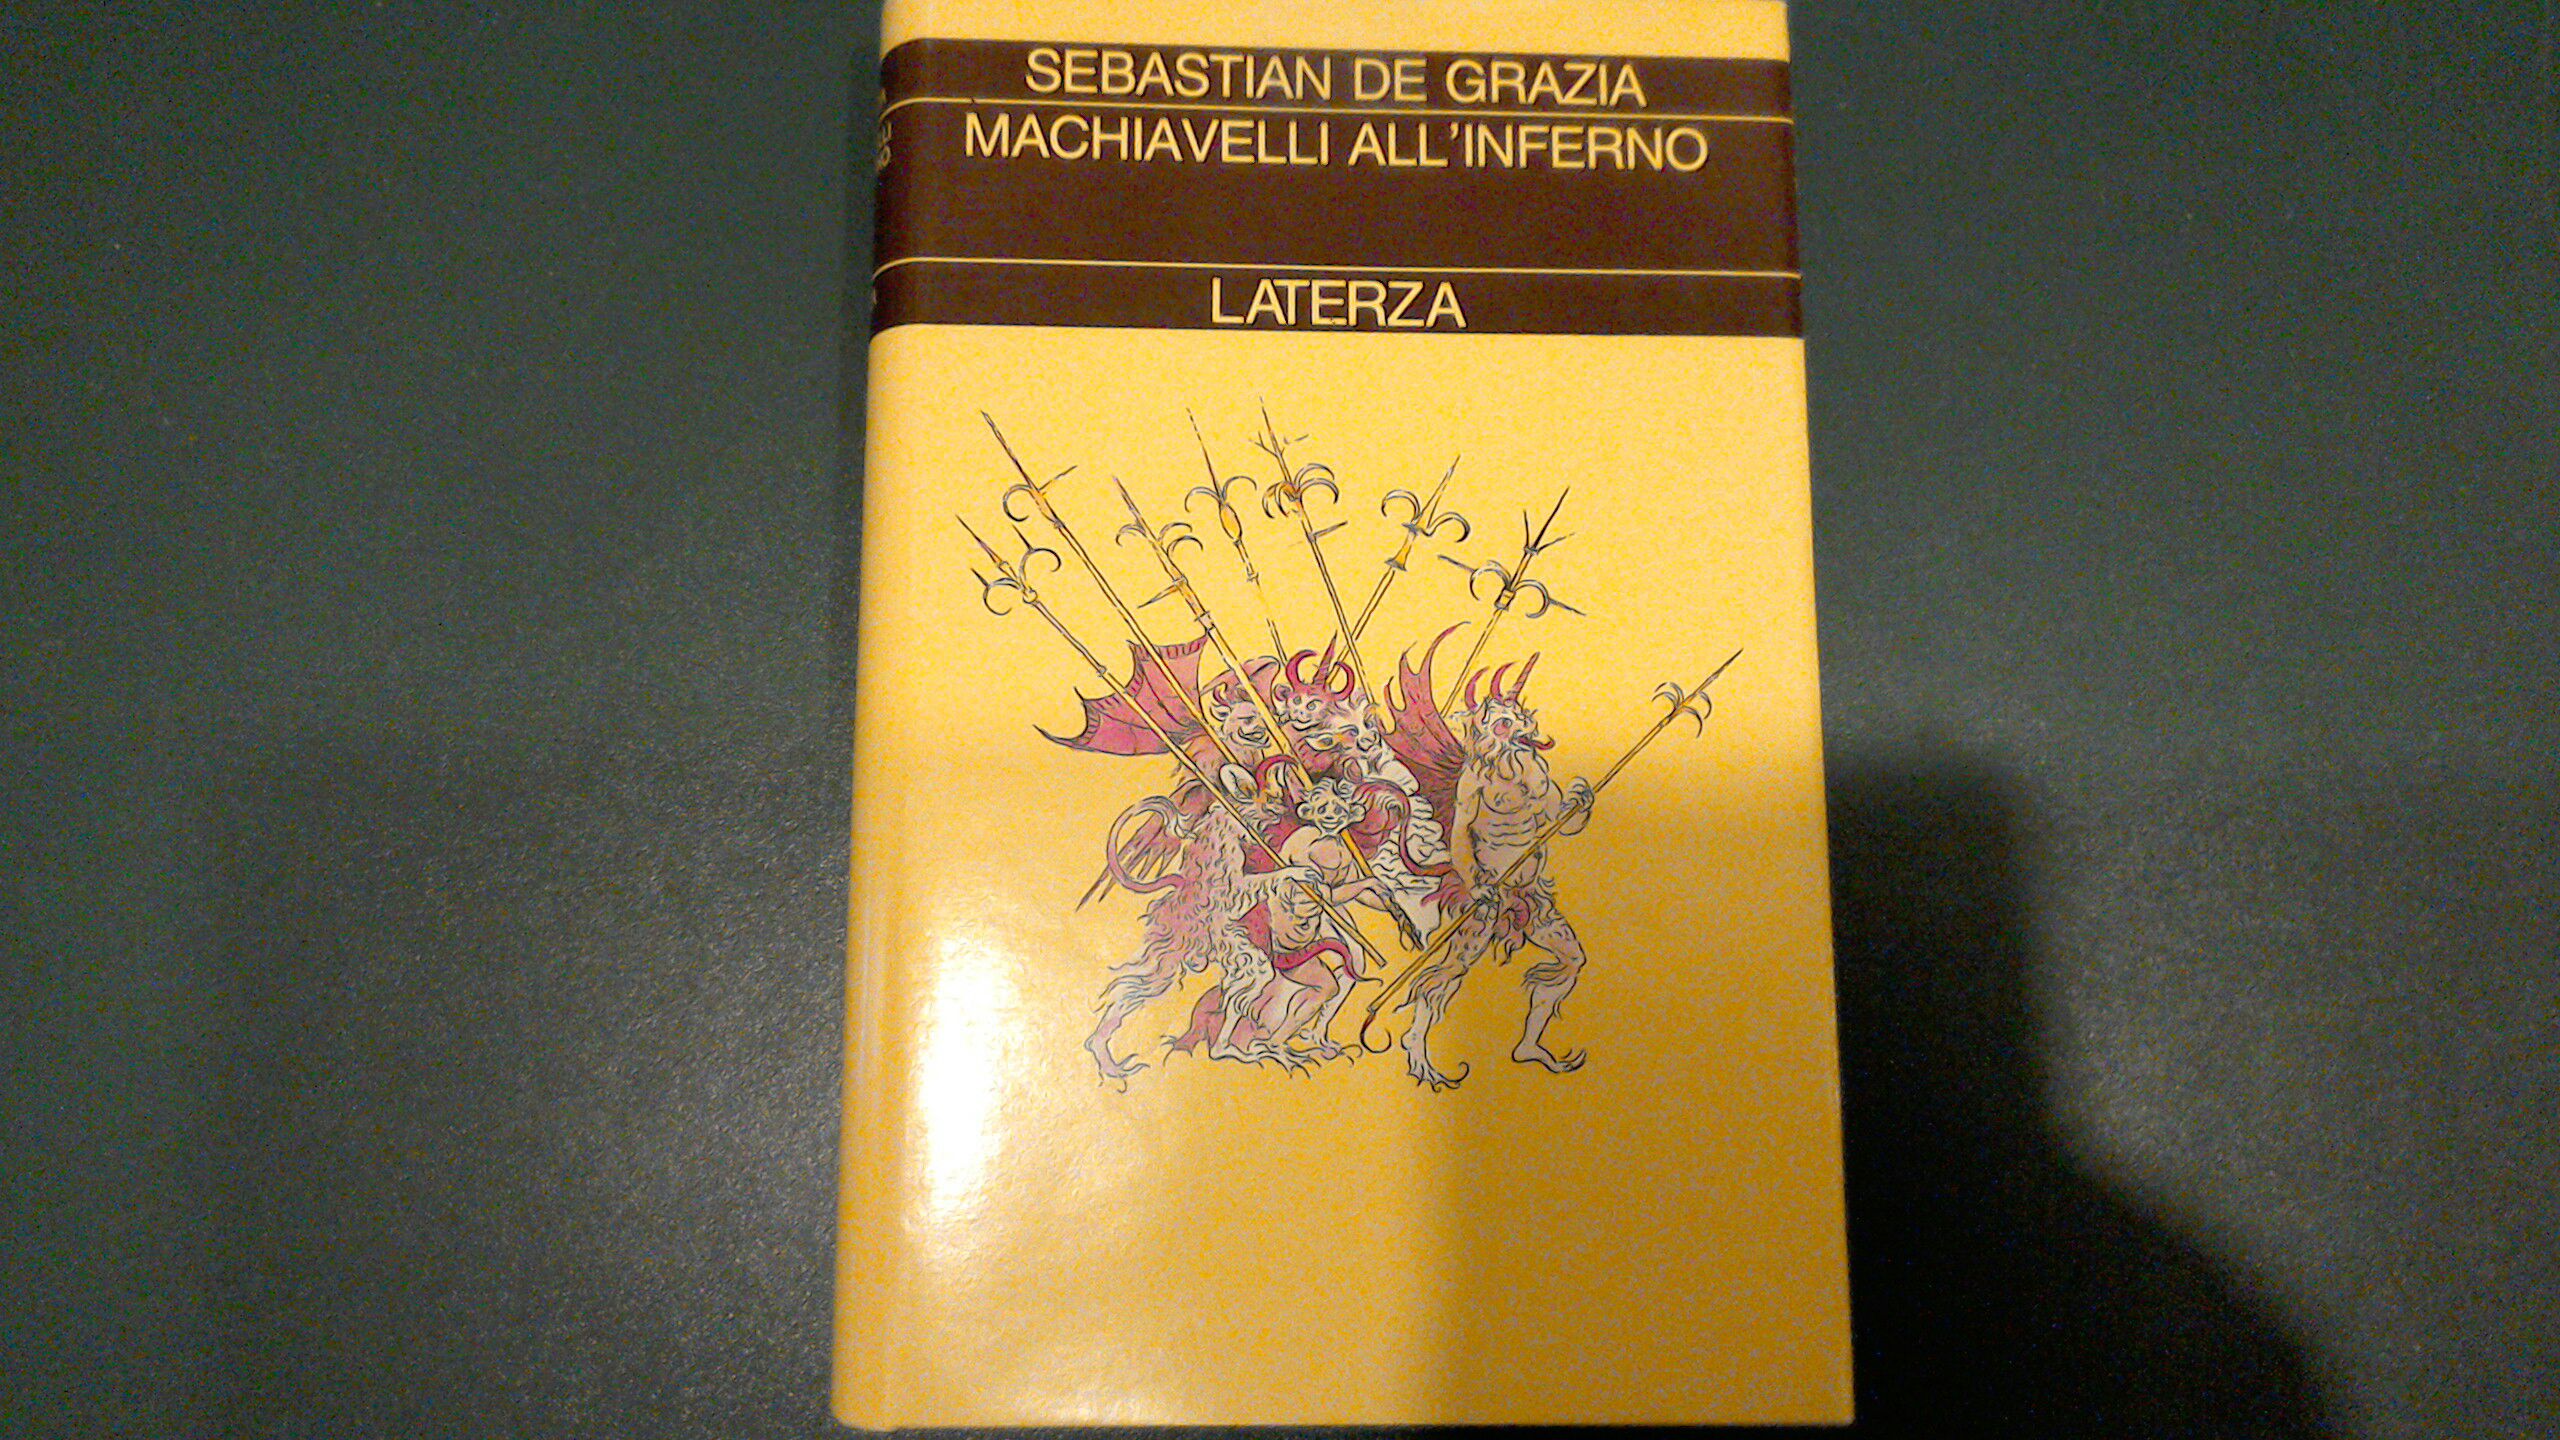 SEBASTIAN DE GRAZIA
MACHIAVELLI ALL'INFERNO
LATERZA